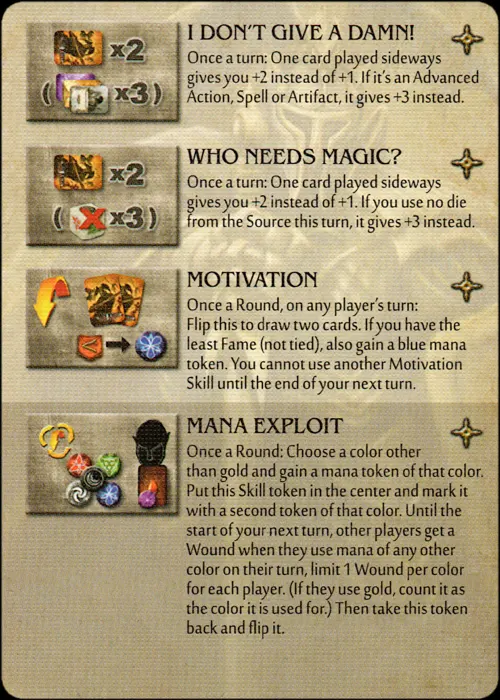 x2
( x3)
I DON'T GIVE A DAMN!
Once a turn: One card played sideways
gives you +2 instead of +1. If it's an Advanced
Action, Spell or Artifact, it gives +3 instead.
x2
( x3)
WHO NEEDS MAGIC?
Once a turn: One card played sideways
gives you +2 instead of +1. If you use no die
from the Source this turn, it gives +3 instead.
MOTIVATION
Once a Round, on any player's turn:
Flip this to draw two cards. If you have the
least Fame (not tied), also gain a blue mana
token. You cannot use another Motivation
Skill until the end of your next turn.
MANA EXPLOIT
Once a Round: Choose a color other
than gold and gain a mana token of that color.
Put this Skill token in the center and mark it
with a second token of that color. Until the
start of your next turn, other players get a
Wound when they use mana of any other
color on their turn, limit 1 Wound per color
for each player. (If they use gold, count it as
the color it is used for.) Then take this token
back and flip it.